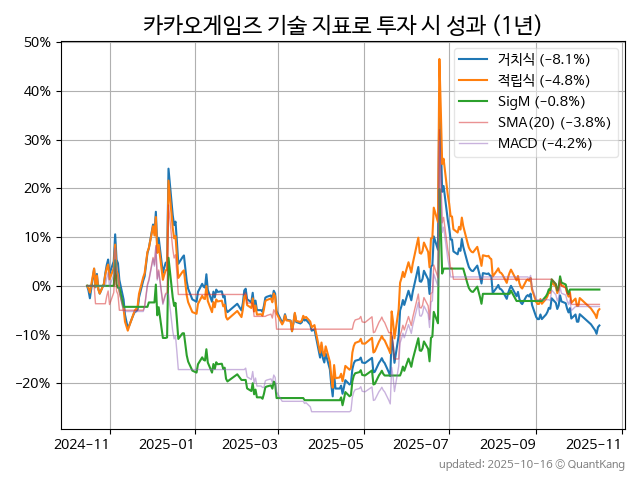 카카오게임즈 기술 지표로 투자 시 성과 (1년)
50%
40%
30%
20%
10%
0%
−10%
−20%
거치식 (−8.1%)
적립식 (−4.8%)
SigM (−0.8%)
SMA(20) (−3.8%)
MACD (−4.2%)
2024-11 2025-01 2025-03 2025-05 2025-07 2025-09 2025-11
updated: 2025-10-16 © QuantKang